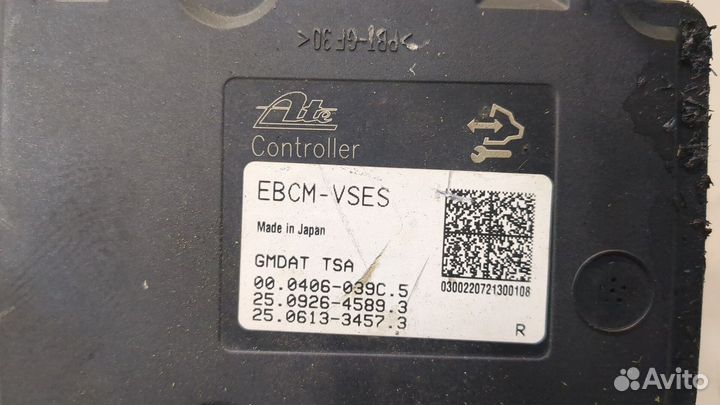 >PBT-GF30<
Ate
Controller
EBCM-VSES
Made in Japan
GMDAT TSA
00.0406-039C.5
25.0926-4589.3
25.0613-3457.3
0300220721300108
R
Avito